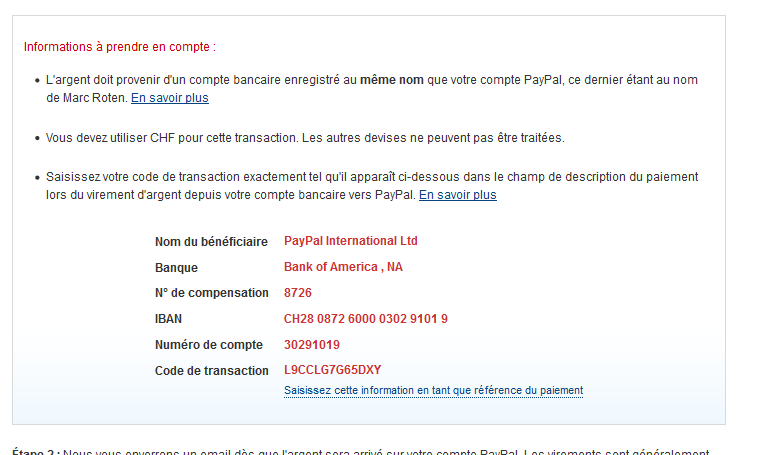 Informations à prendre en compte :
L'argent doit provenir d'un compte bancaire enregistré au même nom que votre compte PayPal, ce dernier étant au nom
de Marc Roten. En savoir plus
Vous devez utiliser CHF pour cette transaction. Les autres devises ne peuvent pas être traitées.
Saisissez votre code de transaction exactement tel qu'il apparaît ci-dessous dans le champ de description du paiement
lors du virement d'argent depuis votre compte bancaire vers PayPal. En savoir plus
Nom du bénéficiaire PayPal International Ltd
Banque Bank of America , NA
N° de compensation 8726
IBAN CH28 0872 6000 0302 9101 9
Numéro de compte 30291019
Code de transaction L9CCLG7G65DXY
Saisissez cette information en tant que référence du paiement
Étape 2 : Nous vous enverrons un email dès que l'argent sera arrivé sur votre compte PayPal. Les virements sont généralement